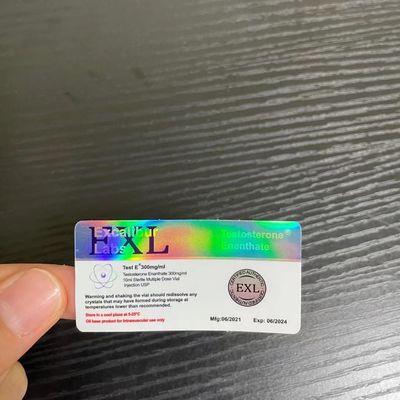 Excalibur
Labs
EXL
Testosterone®
Enenthate
Test E®300mg/ml
Testosterone Enanthate 300mg/ml
10ml Sterile Multiple Dose Vial
Injection USP
Warming and shaking the vial should redissolve any
crystals that may have formed during storage at
temperatures lower than recommended.
Store in a cool place at 5-25°C
Oil base product for intramuscular use only
EXL
Mfg:06/2021
Exp: 06/2024